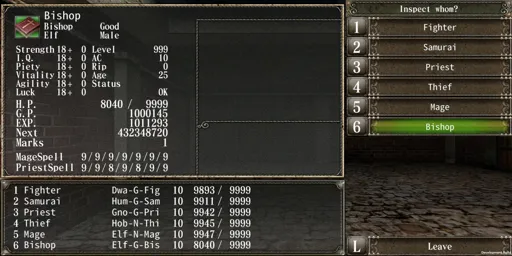 Bishop
Bishop Good
Elf Male
Strength 18+ 0 Level 999
I.Q. 18+ 0 AC 10
Piety 18+ 0 Rip 0
Vitality 18+ 0 Age 25
Agility 18+ 0 Status
Luck 18+ 0 OK
H.P. 8040 / 9999
G.P. 1000145
EXP. 1011293
Next 432348720
Marks 1
MageSpell 9/9/9/9/9/9/9
PriestSpell 9/9/8/9/8/9/9
1 Fighter Dwa-G-Fig 10 9893 / 9999
2 Samurai Hum-G-Sam 10 9911 / 9999
3 Priest Gno-G-Pri 10 9942 / 9999
4 Thief Hob-N-Thi 10 9945 / 9999
5 Mage Elf-N-Mag 10 9947 / 9999
6 Bishop Elf-G-Bis 10 8040 / 9999
Inspect whom?
1 Fighter
2 Samurai
3 Priest
4 Thief
5 Mage
6 Bishop
L Leave
Development Build